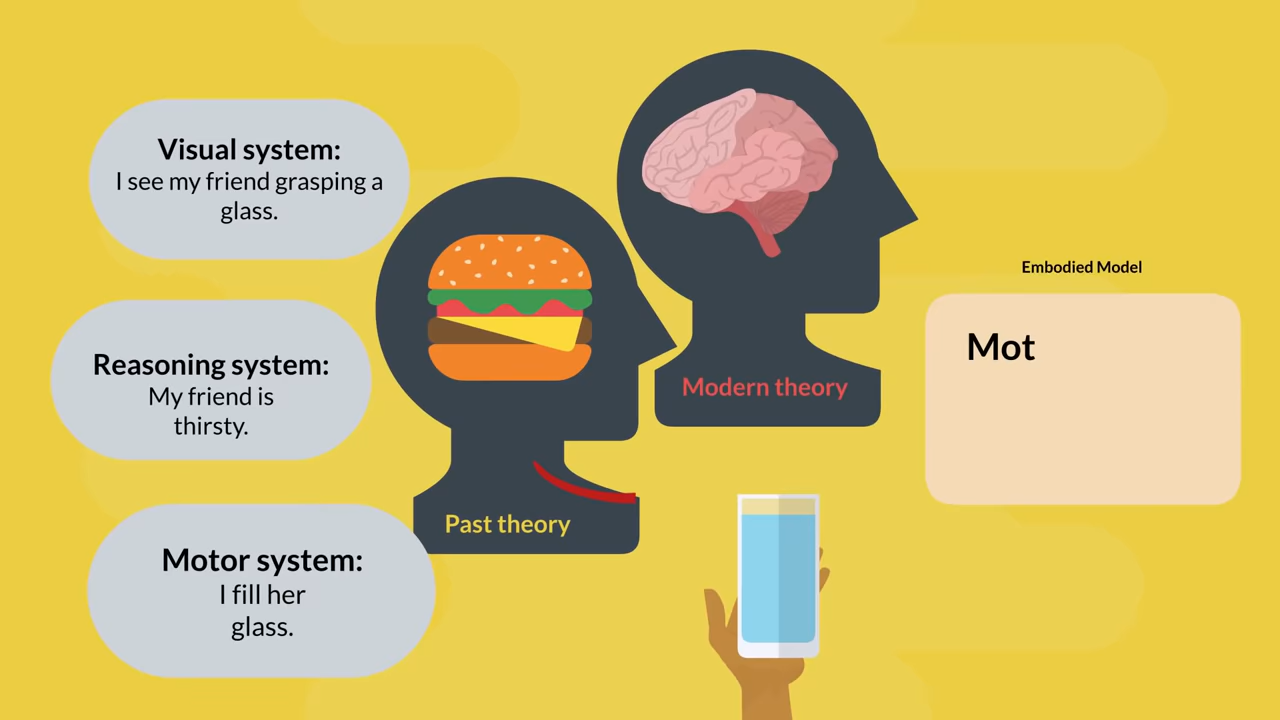 Visual system:
I see my friend grasping a
glass.
Reasoning system:
My friend is
thirsty.
Motor system:
I fill her
glass.
Past theory
Modern theory
Embodied Model
Mot